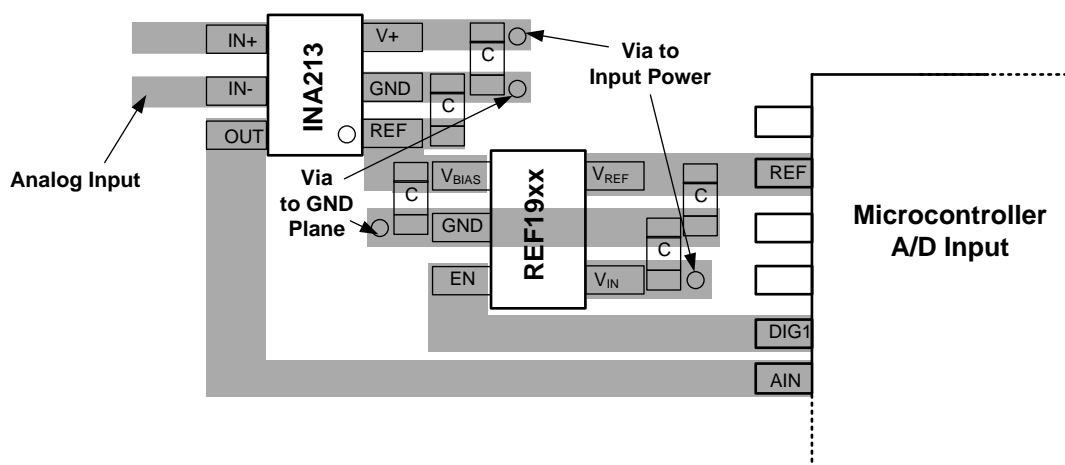 IN+
V+
C
Via to
Input Power
INA213
IN-
GND
C
OUT
REF
Analog Input
Via
to GND
Plane
C
VBIAS
REF19xx
VREF
C
REF
GND
C
Microcontroller
A/D Input
EN
VIN
DIG1
AIN